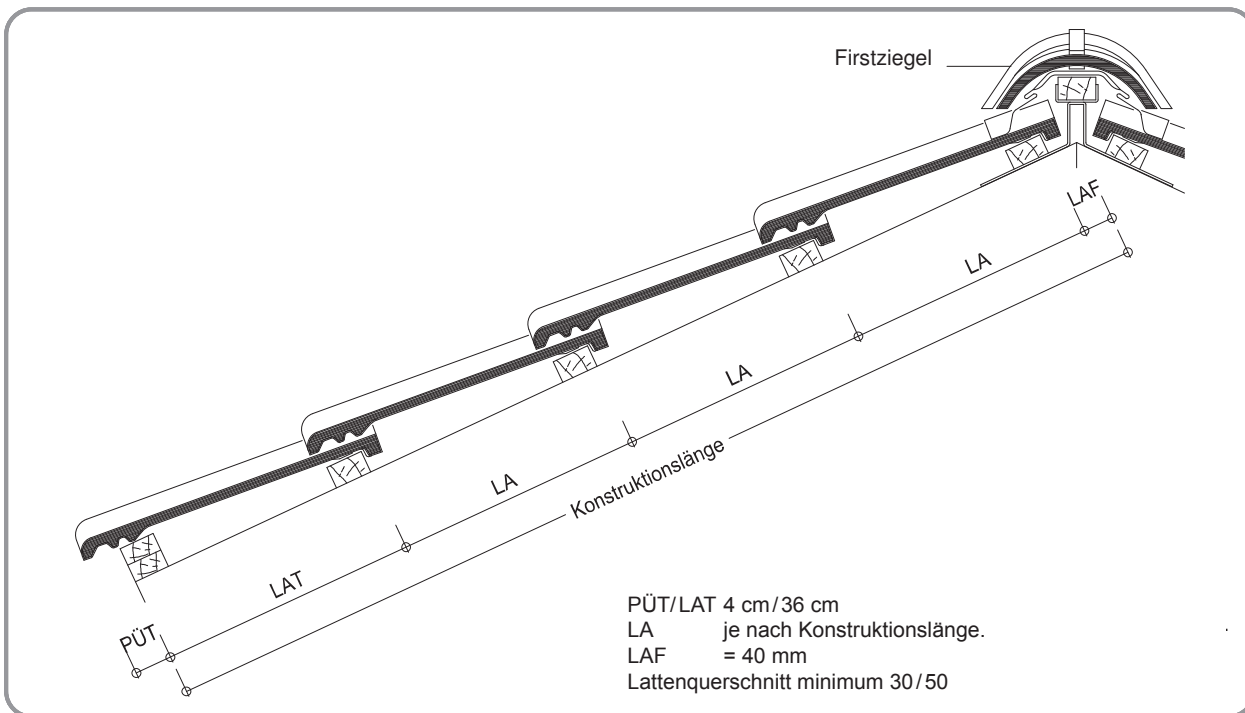 Firstziegel
LAF
LA
LA
LA
Konstruktionslänge
LAT
PÜT
PÜT/LAT 4 cm/36 cm
LA je nach Konstruktionslänge.
LAF = 40 mm
Lattenquerschnitt minimum 30/50